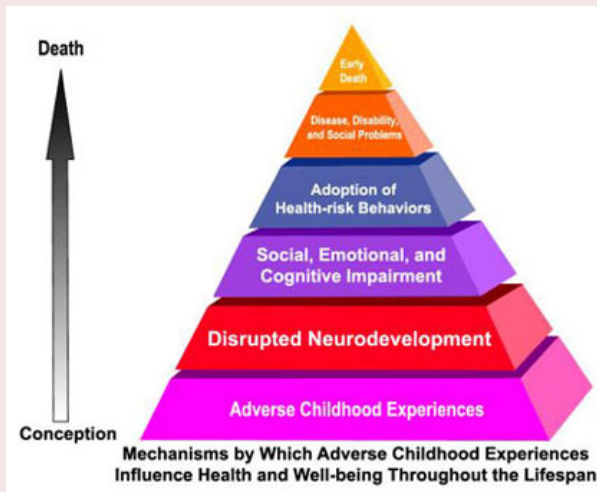 Death
Early
Death
Disease, Disability,
and Social Problems
Adoption of
Health-risk Behaviors
Social, Emotional, and
Cognitive Impairment
Disrupted Neurodevelopment
Adverse Childhood Experiences
Conception
Mechanisms by Which Adverse Childhood Experiences
Influence Health and Well-being Throughout the Lifespan